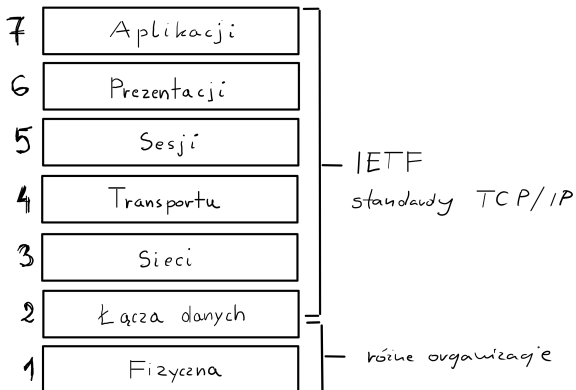 7 Aplikacji
6 Prezentacji
5 Sesji
IETF
4 Transportu
standardy TCP/IP
3 Sieci
2 Łącza danych
1 Fizyczna
różne organizacje